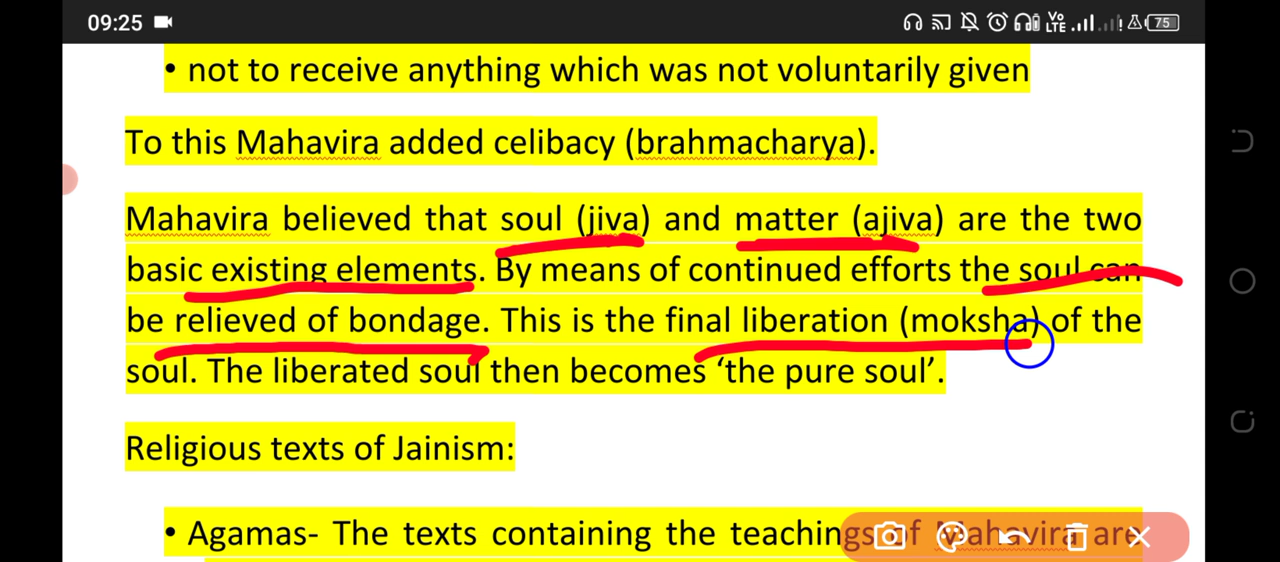 09:25
Vo
LTE
75
• not to receive anything which was not voluntarily given
To this Mahavira added celibacy (brahmacharya).
Mahavira believed that soul (jiva) and matter (ajiva) are the two
basic existing elements. By means of continued efforts the soul can
be relieved of bondage. This is the final liberation (moksha) of the
soul. The liberated soul then becomes ‘the pure soul’.
Religious texts of Jainism:
• Agamas- The texts containing the teachings of Mahavira are